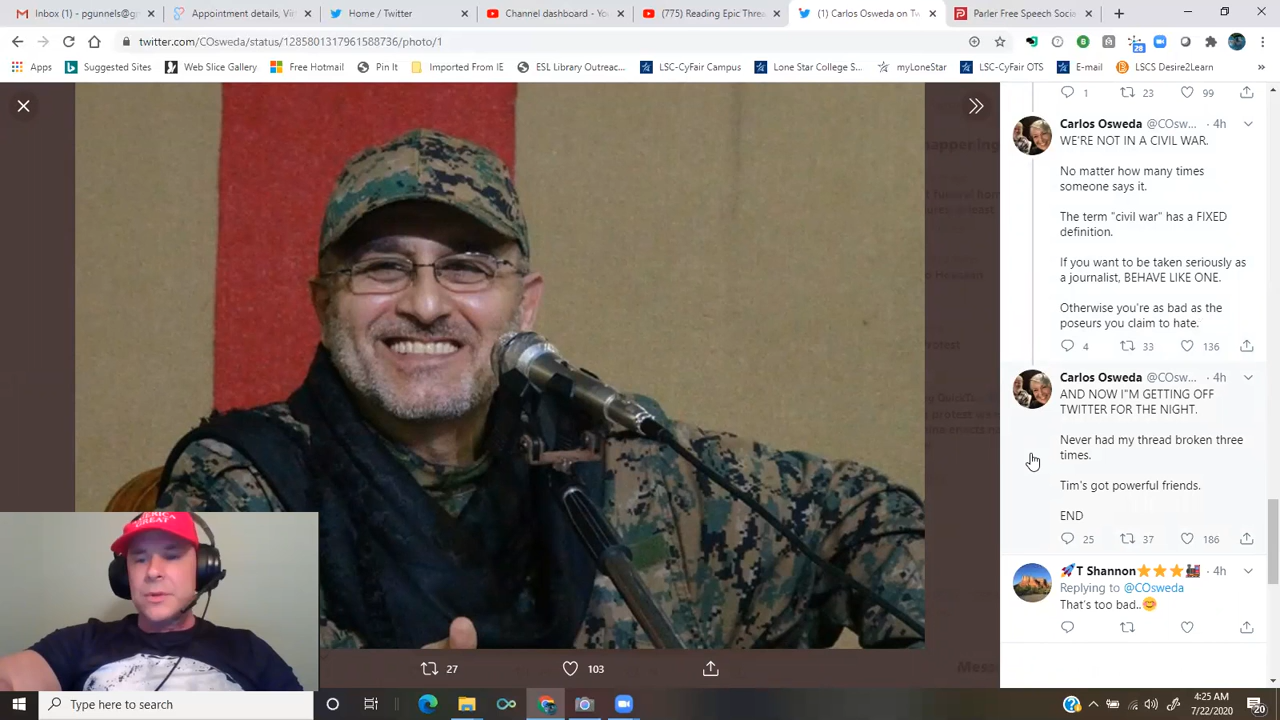 Inbox (1) - pgunnels@g
Appointment details, Vi
Home / Twitter
Channel dashboard - Yo
(775) Reading Epic Threa
(1) Carlos Osweda on Tw
Parler Free Speech Socie
twitter.com/COsweda/status/1285801317961588736/photo/1
28
Apps
Suggested Sites
Web Slice Gallery
Free Hotmail
Pin It
Imported From IE
ESL Library Outreac...
LSC-CyFair Campus
Lone Star College S...
myLoneStar
LSC-CyFair OTS
E-mail
LSCS Desire2Learn
1 23 99
Carlos Osweda @COsw... · 4h
WE'RE NOT IN A CIVIL WAR.
No matter how many times
someone says it.
The term "civil war" has a FIXED
definition.
If you want to be taken seriously as
a journalist, BEHAVE LIKE ONE.
Otherwise you're as bad as the
poseurs you claim to hate.
4 33 136
Carlos Osweda @COsw... · 4h
AND NOW I"M GETTING OFF
TWITTER FOR THE NIGHT.
Never had my thread broken three
times.
Tim's got powerful friends.
END
25 37 186
T Shannon · 4h
Replying to @COsweda
That's too bad..
27 103
Mess
GREAT
Type here to search
4:25 AM
7/22/2020
20